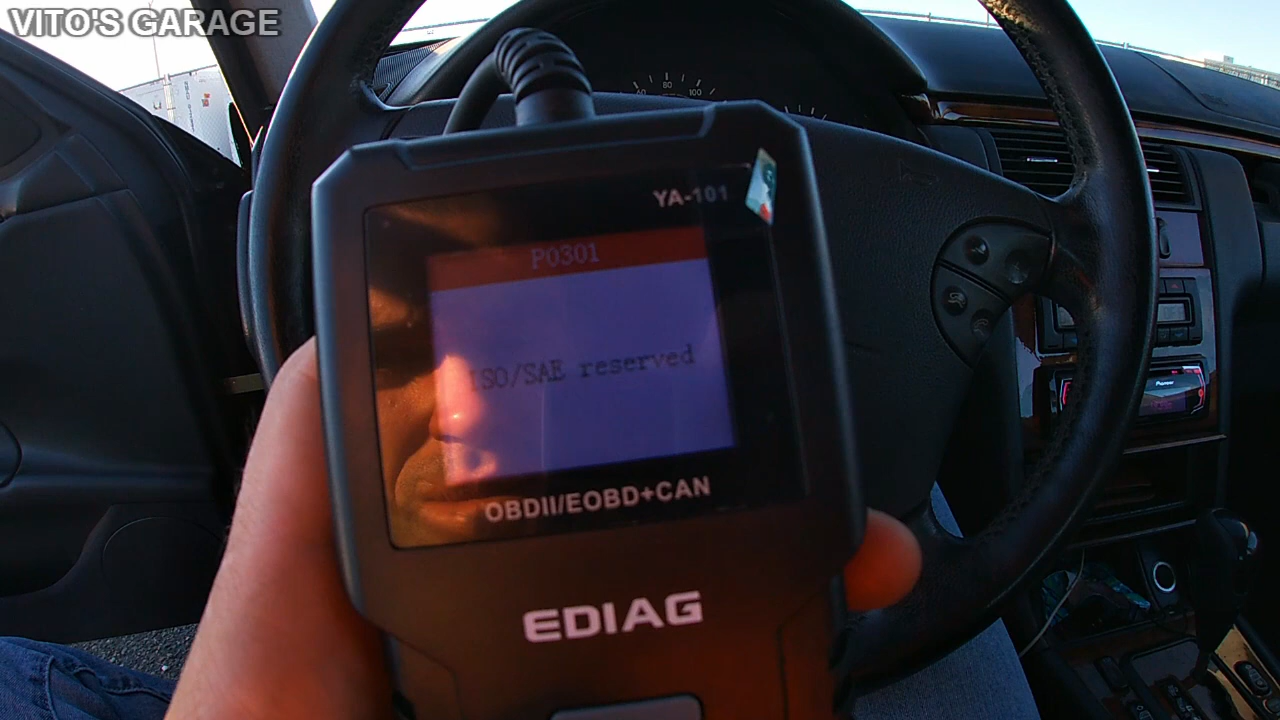 VITO'S GARAGE
80
100
YA-101
P0301
ISO/SAE reserved
OBDII/EOBD+CAN
EDIAG